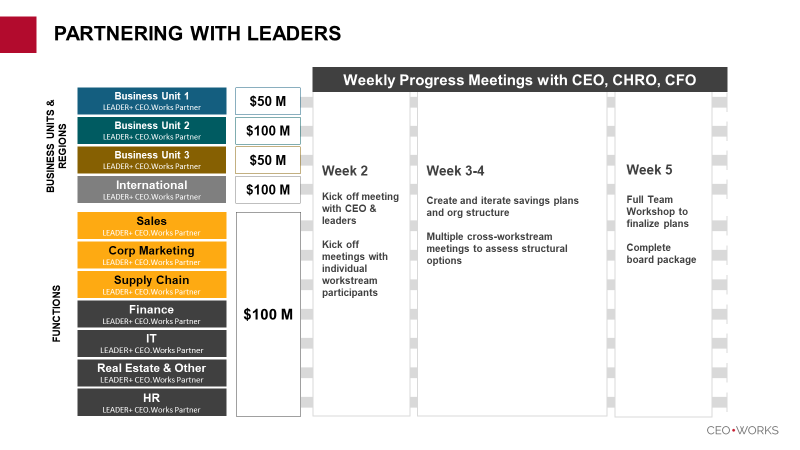 PARTNERING WITH LEADERS
Weekly Progress Meetings with CEO, CHRO, CFO
BUSINESS UNITS &
REGIONS
Business Unit 1
LEADER+ CEO.Works Partner
$50 M
Business Unit 2
LEADER+ CEO.Works Partner
$100 M
Business Unit 3
LEADER+ CEO.Works Partner
$50 M
International
LEADER+ CEO.Works Partner
$100 M
FUNCTIONS
Sales
LEADER+ CEO.Works Partner
Corp Marketing
LEADER+ CEO.Works Partner
Supply Chain
LEADER+ CEO.Works Partner
Finance
LEADER+ CEO.Works Partner
IT
LEADER+ CEO.Works Partner
Real Estate & Other
LEADER+ CEO.Works Partner
HR
LEADER+ CEO.Works Partner
$100 M
Week 2
Kick off meeting
with CEO &
leaders
Kick off
meetings with
individual
workstream
participants
Week 3-4
Create and iterate savings plans
and org structure
Multiple cross-workstream
meetings to assess structural
options
Week 5
Full Team
Workshop to
finalize plans
Complete
board package
CEO•WORKS